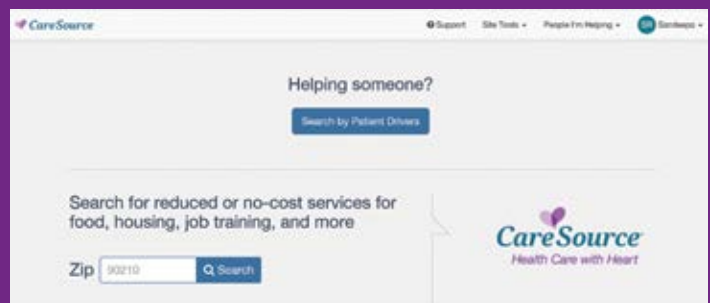 CareSource
Support Site Tools People I'm Helping SR Sandeepa
Helping someone?
Search by Patient Drivers
Search for reduced or no-cost services for
food, housing, job training, and more
CareSource
Health Care with Heart
Zip 90210 Search